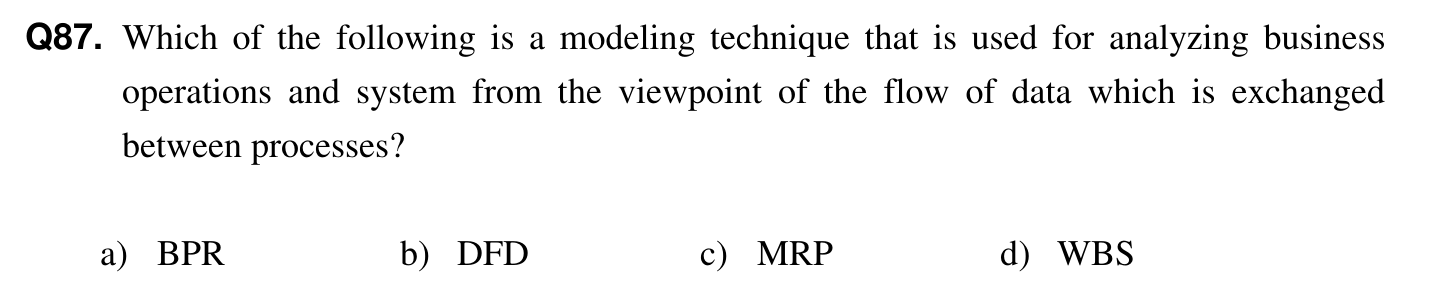 Q87. Which of the following is a modeling technique that is used for analyzing business
operations and system from the viewpoint of the flow of data which is exchanged
between processes?
a) BPR b) DFD c) MRP d) WBS